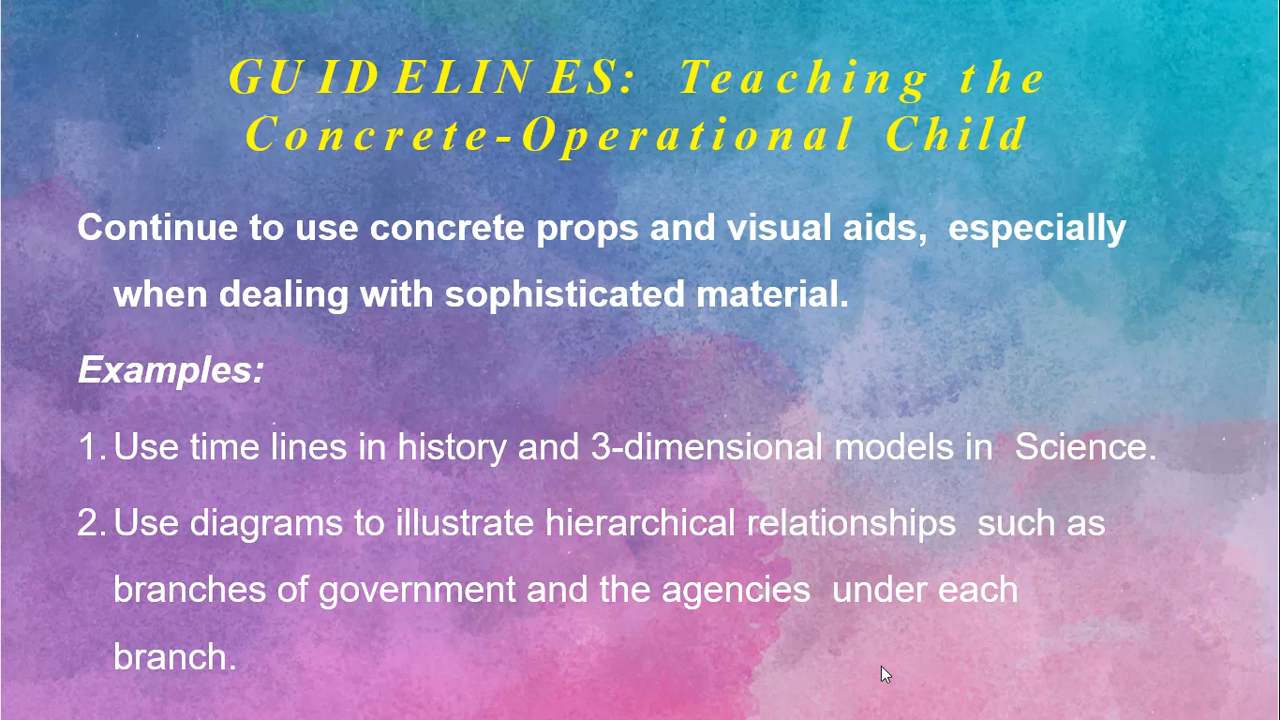 GUIDELINES: Teaching the
Concrete-Operational Child
Continue to use concrete props and visual aids, especially
when dealing with sophisticated material.
Examples:
1. Use time lines in history and 3-dimensional models in Science.
2. Use diagrams to illustrate hierarchical relationships such as
branches of government and the agencies under each
branch.